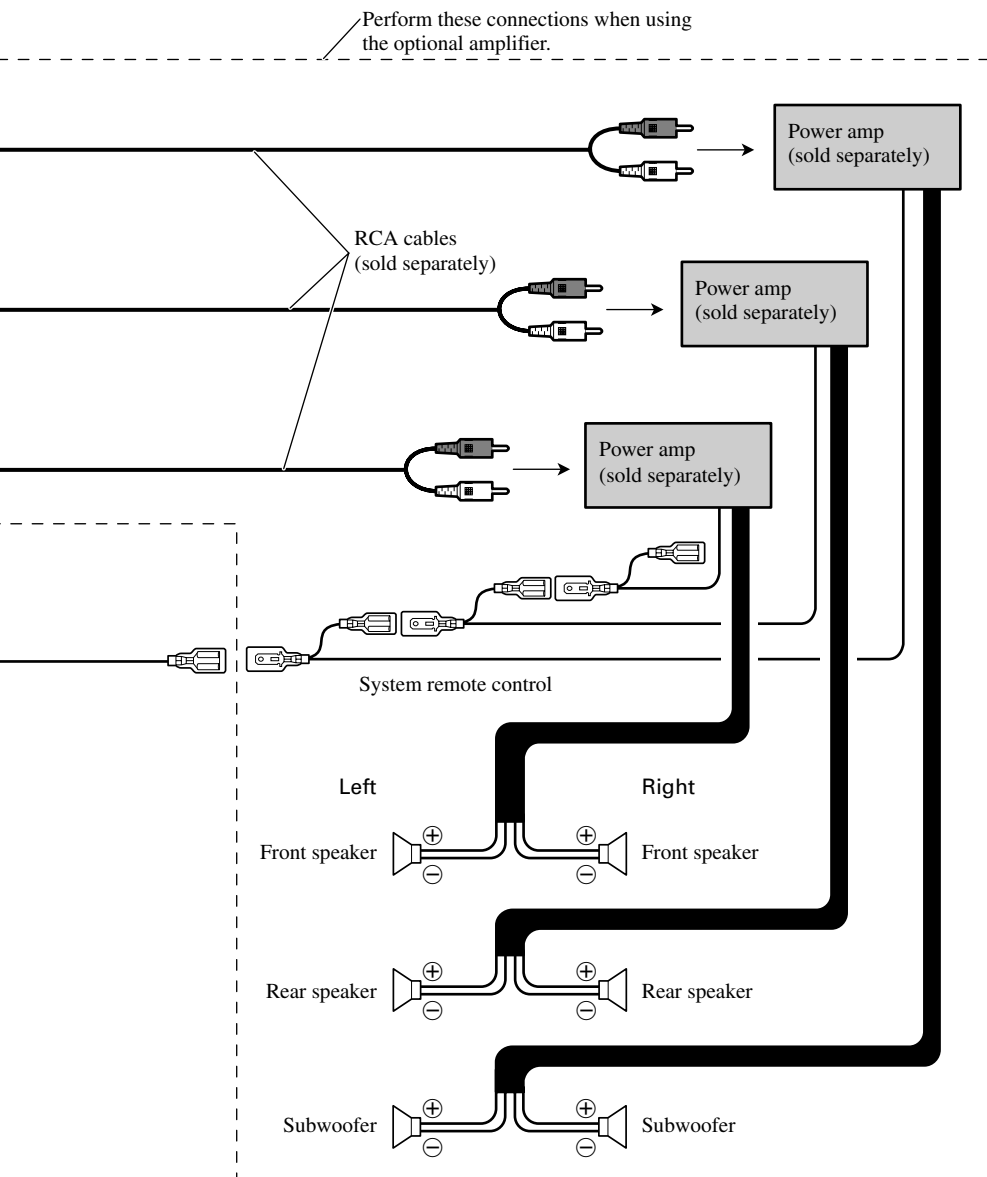 Perform these connections when using
the optional amplifier.
Power amp
(sold separately)
RCA cables
(sold separately)
Power amp
(sold separately)
Power amp
(sold separately)
System remote control
Left
Right
Front speaker
Front speaker
Rear speaker
Rear speaker
Subwoofer
Subwoofer